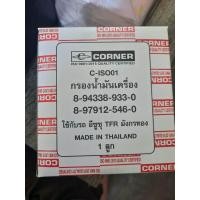 CORNER
ISO 9001:2015 QUALITY CERTIFIED
C-ISO01
กรองน้ำมันเครื่อง
8-94338-933-0
8-97912-546-0
ใช้กับรถ อีซูซุ TFR มังกรทอง
MADE IN THAILAND
1 ลูก